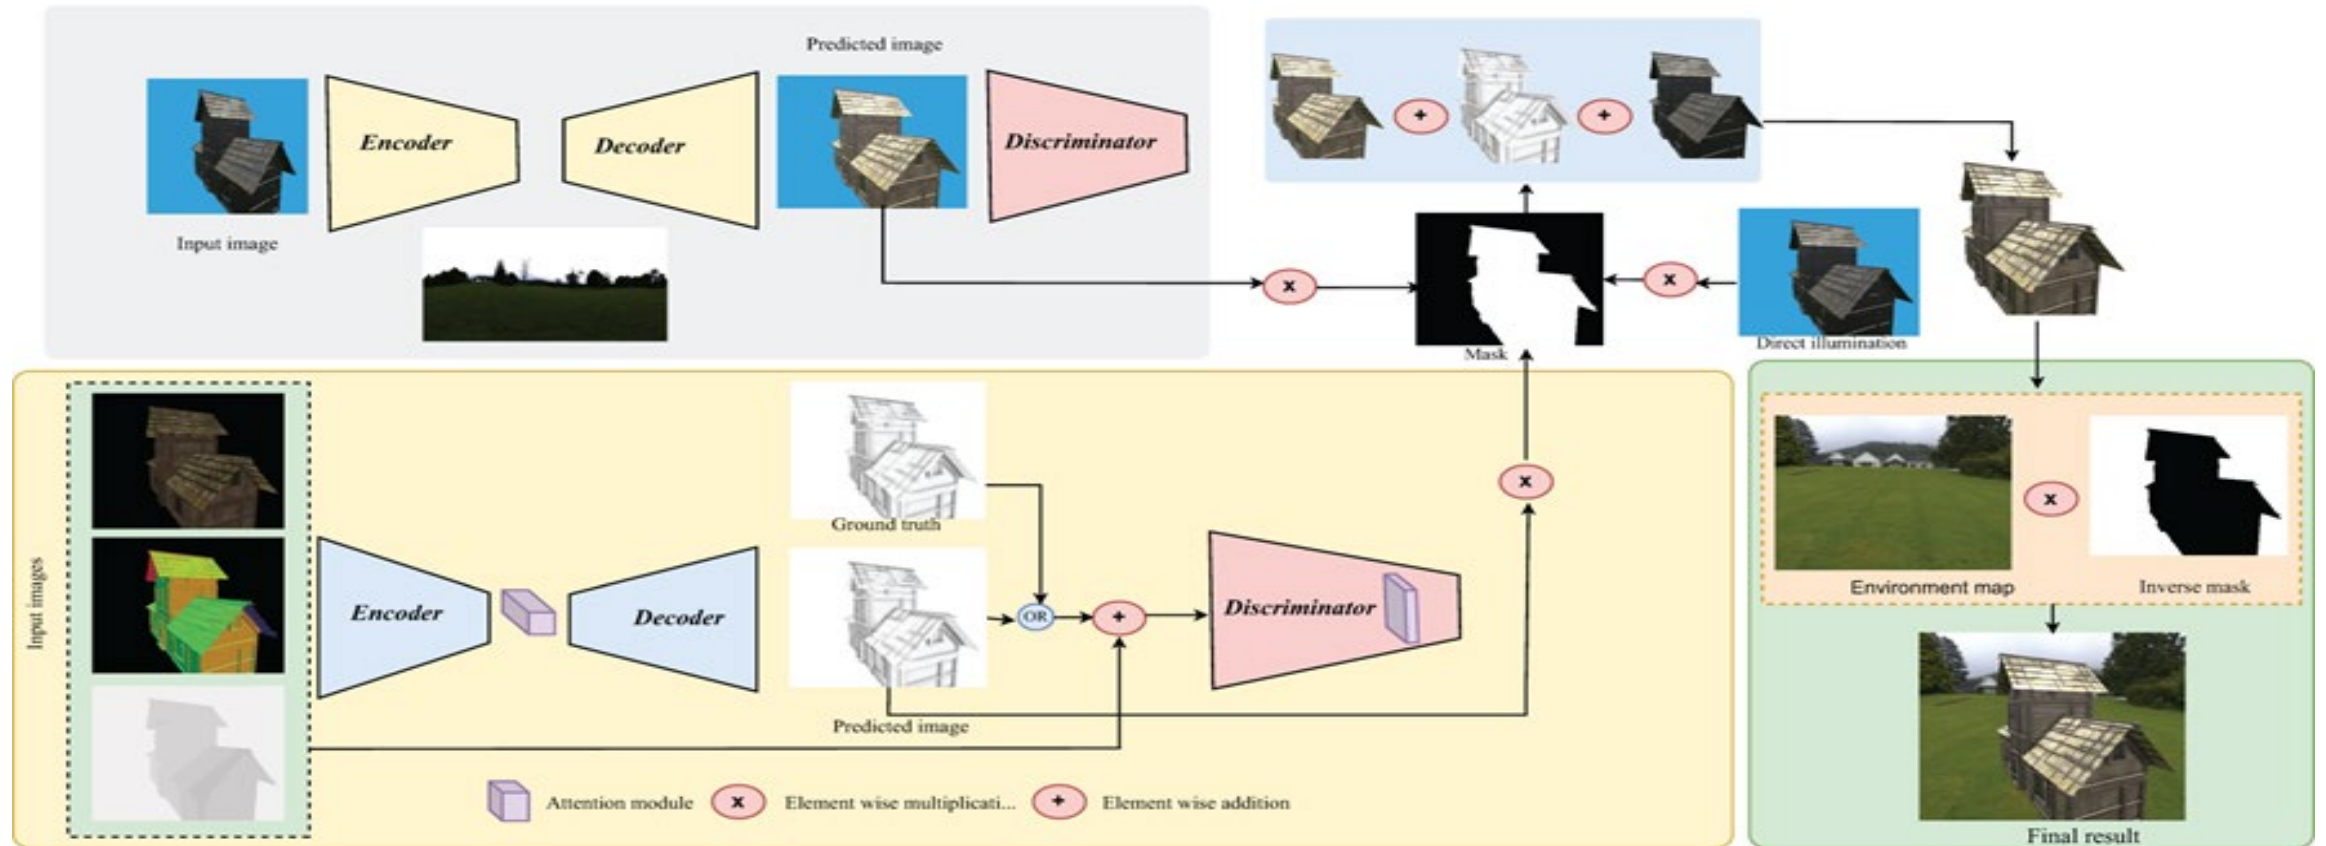 Predicted image
Encoder
Decoder
Discriminator
Input image
+
+
x
x
Mask
Direct illumination
Input images
Ground truth
Encoder
Decoder
OR
+
Discriminator
x
Predicted image
Attention module
x
Element wise multiplicati...
+
Element wise addition
x
Environment map
Inverse mask
Final result